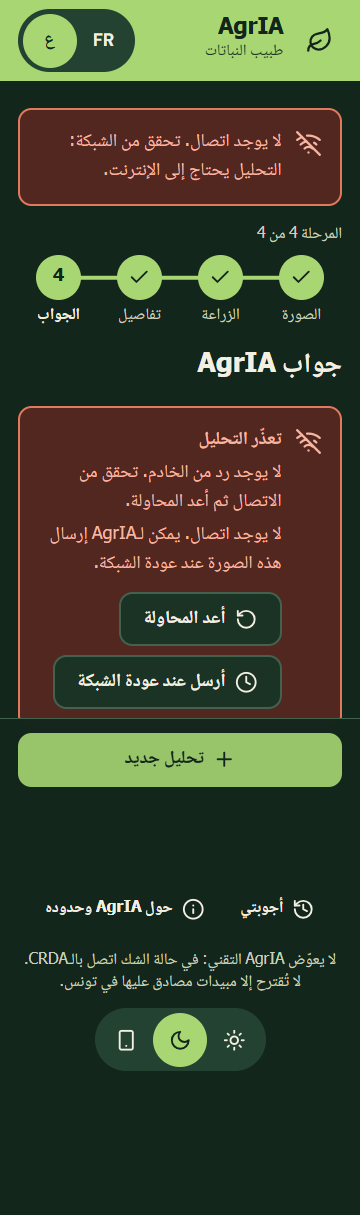 AgrIA
طبيب النباتات
FR
ع
لا يوجد اتصال. تحقق من الشبكة:
التحليل يحتاج إلى الإنترنت.
المرحلة 4 من 4
4
الصورة
الزراعة
تفاصيل
الجواب
جواب AgrIA
تعذّر التحليل
لا يوجد رد من الخادم. تحقق من
الاتصال ثم أعد المحاولة.
لا يوجد اتصال. يمكن لـAgrIA إرسال
هذه الصورة عند عودة الشبكة.
أعد المحاولة
أرسل عند عودة الشبكة
تحليل جديد
أجوبتي
حول AgrIA وحدوده
لا يعوّض AgrIA التقني: في حالة الشك اتصل بالـCRDA.
لا تُقترح إلا مبيدات مصادق عليها في تونس.